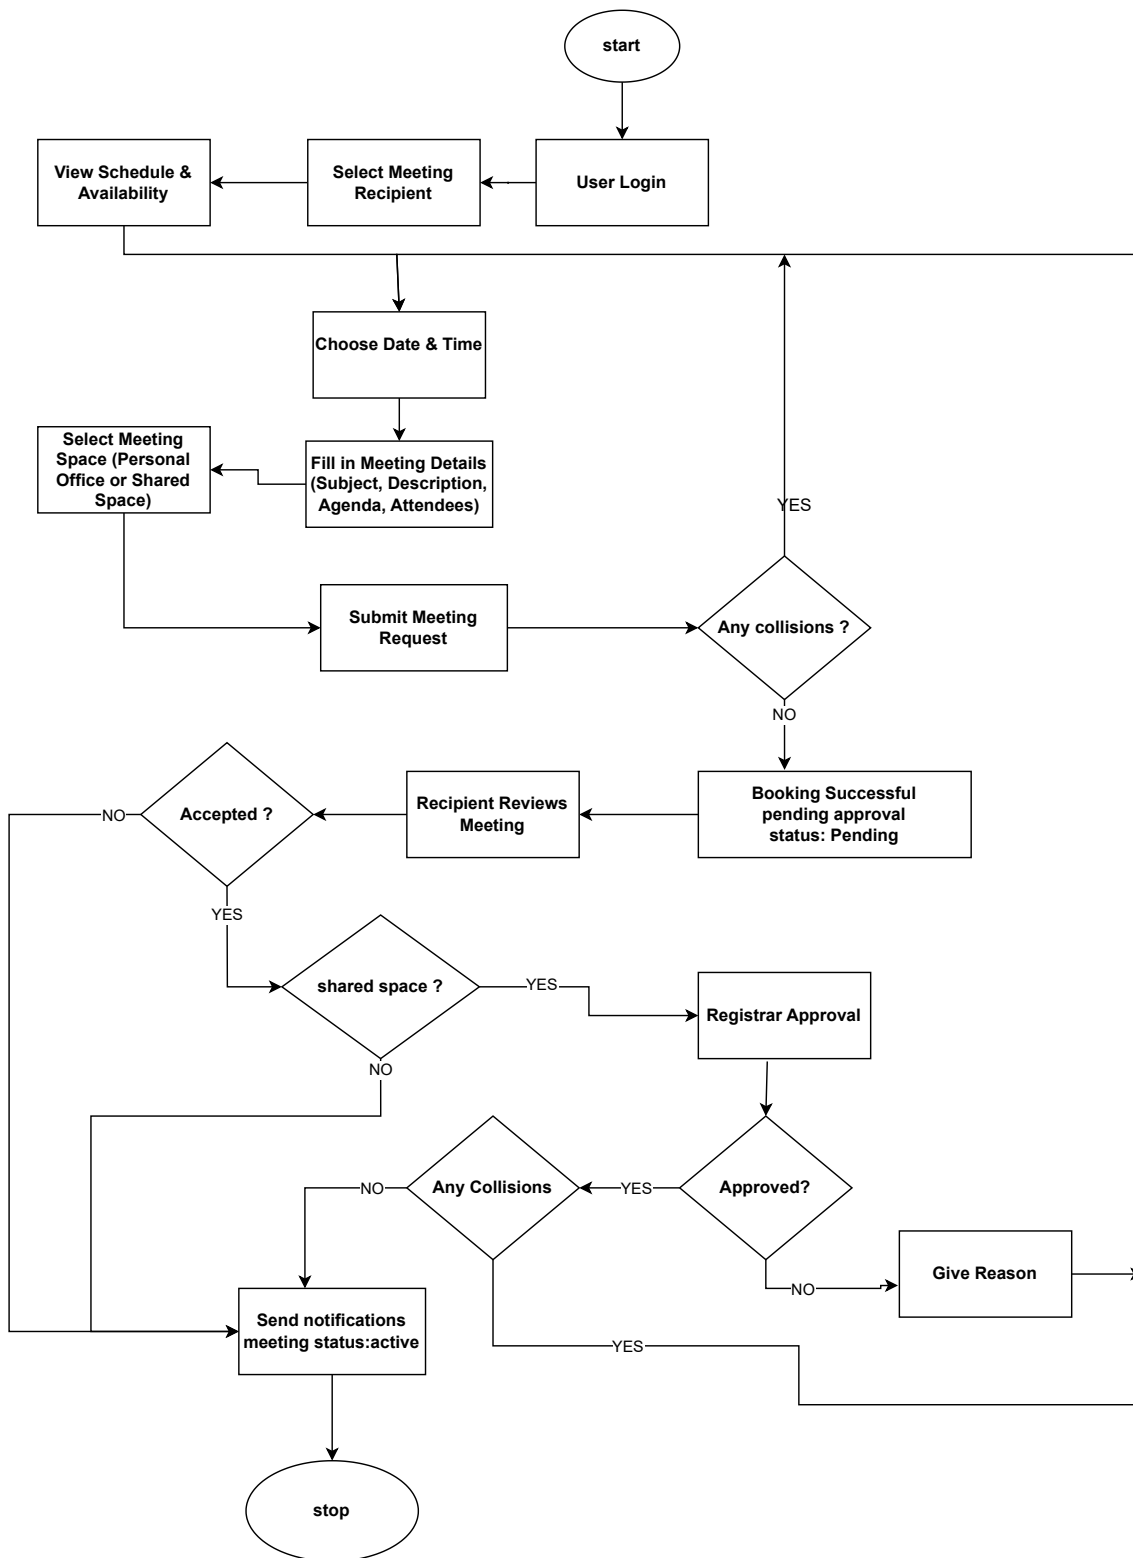 start
View Schedule &
Availability
Select Meeting
Recipient
User Login
Choose Date & Time
Select Meeting
Space (Personal
Office or Shared
Space)
Fill in Meeting Details
(Subject, Description,
Agenda, Attendees)
YES
Submit Meeting
Request
Any collisions ?
NO
Accepted ?
NO
Recipient Reviews
Meeting
Booking Successful
pending approval
status: Pending
YES
shared space ?
YES
Registrar Approval
NO
NO
Any Collisions
YES
Approved?
NO
Give Reason
Send notifications
meeting status:active
YES
stop